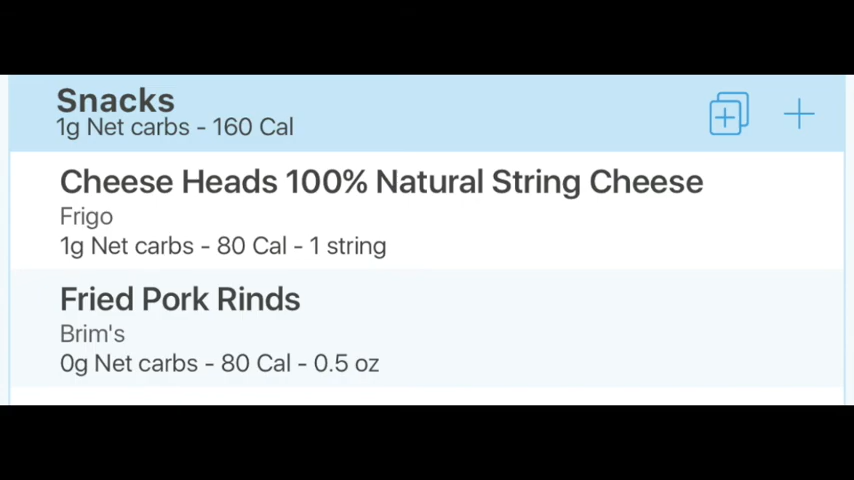 Snacks
1g Net carbs - 160 Cal
Cheese Heads 100% Natural String Cheese
Frigo
1g Net carbs - 80 Cal - 1 string
Fried Pork Rinds
Brim's
0g Net carbs - 80 Cal - 0.5 oz